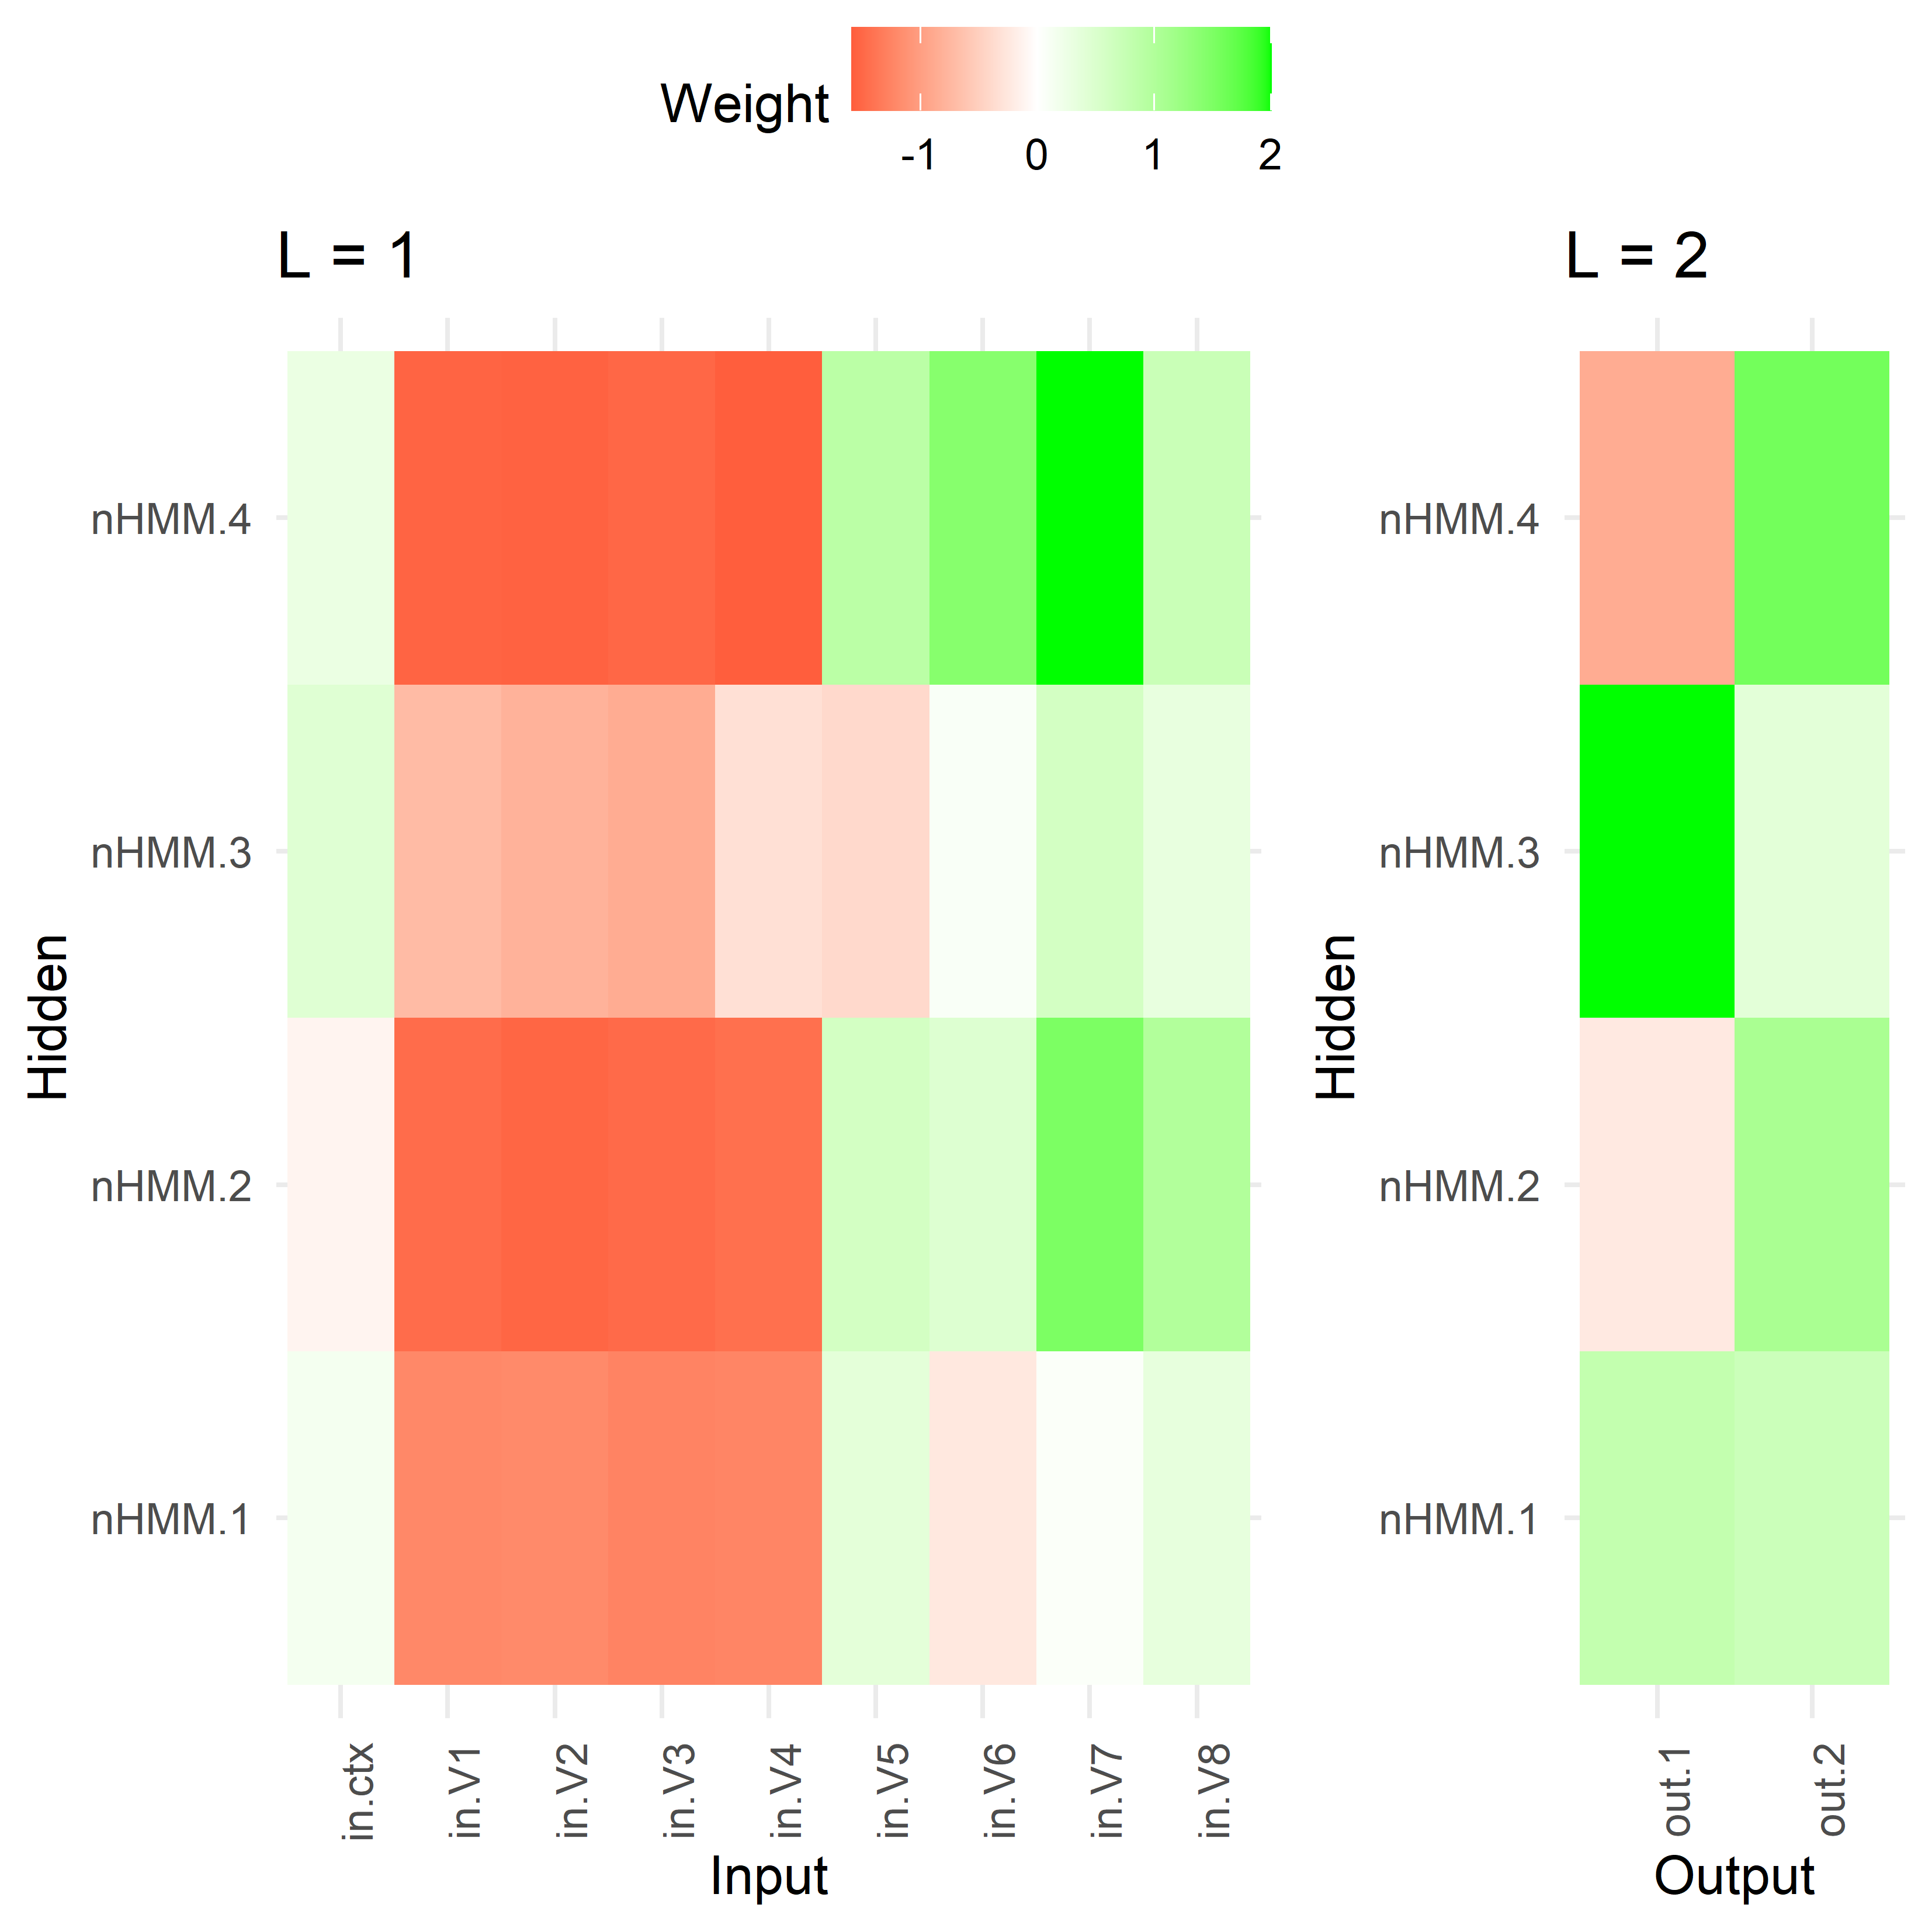 Weight
-1 0 1 2
L = 1
L = 2
nHMM.4
nHMM.3
nHMM.2
nHMM.1
Hidden
in.ctx in.V1 in.V2 in.V3 in.V4 in.V5 in.V6 in.V7 in.V8
Input
nHMM.4
nHMM.3
nHMM.2
nHMM.1
Hidden
out.1 out.2
Output